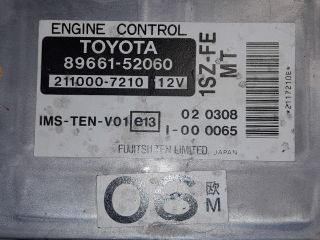 ENGINE CONTROL
TOYOTA
89661-52060
211000-7210 12V
1SZ-FE
MT
*2117210E*
IMS-TEN-V01 e13 02 0308
I-00 0065
FUJITSU TEN LIMITED. JAPAN
06 欧
M